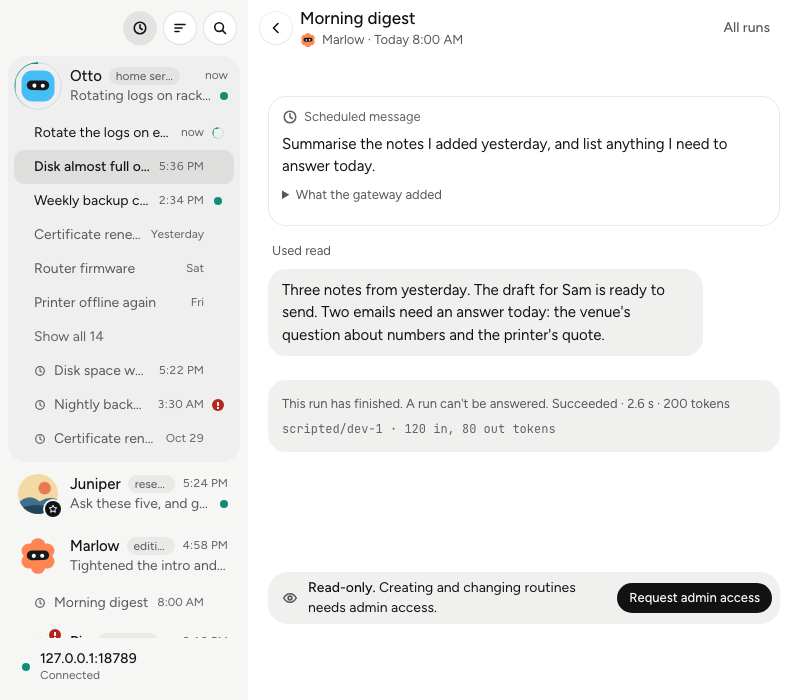 Otto home ser... now
Rotating logs on rack...
Rotate the logs on e... now
Disk almost full o... 5:36 PM
Weekly backup c... 2:34 PM
Certificate rene... Yesterday
Router firmware Sat
Printer offline again Fri
Show all 14
Disk space w... 5:22 PM
Nightly back... 3:30 AM
Certificate ren... Oct 29
Juniper rese... 5:24 PM
Ask these five, and g...
Marlow editi... 4:58 PM
Tightened the intro and...
Morning digest 8:00 AM
127.0.0.1:18789
Connected
Morning digest
Marlow · Today 8:00 AM
All runs
Scheduled message
Summarise the notes I added yesterday, and list anything I need to
answer today.
What the gateway added
Used read
Three notes from yesterday. The draft for Sam is ready to
send. Two emails need an answer today: the venue's
question about numbers and the printer's quote.
This run has finished. A run can't be answered. Succeeded · 2.6 s · 200 tokens
scripted/dev-1 · 120 in, 80 out tokens
Read-only. Creating and changing routines
needs admin access.
Request admin access